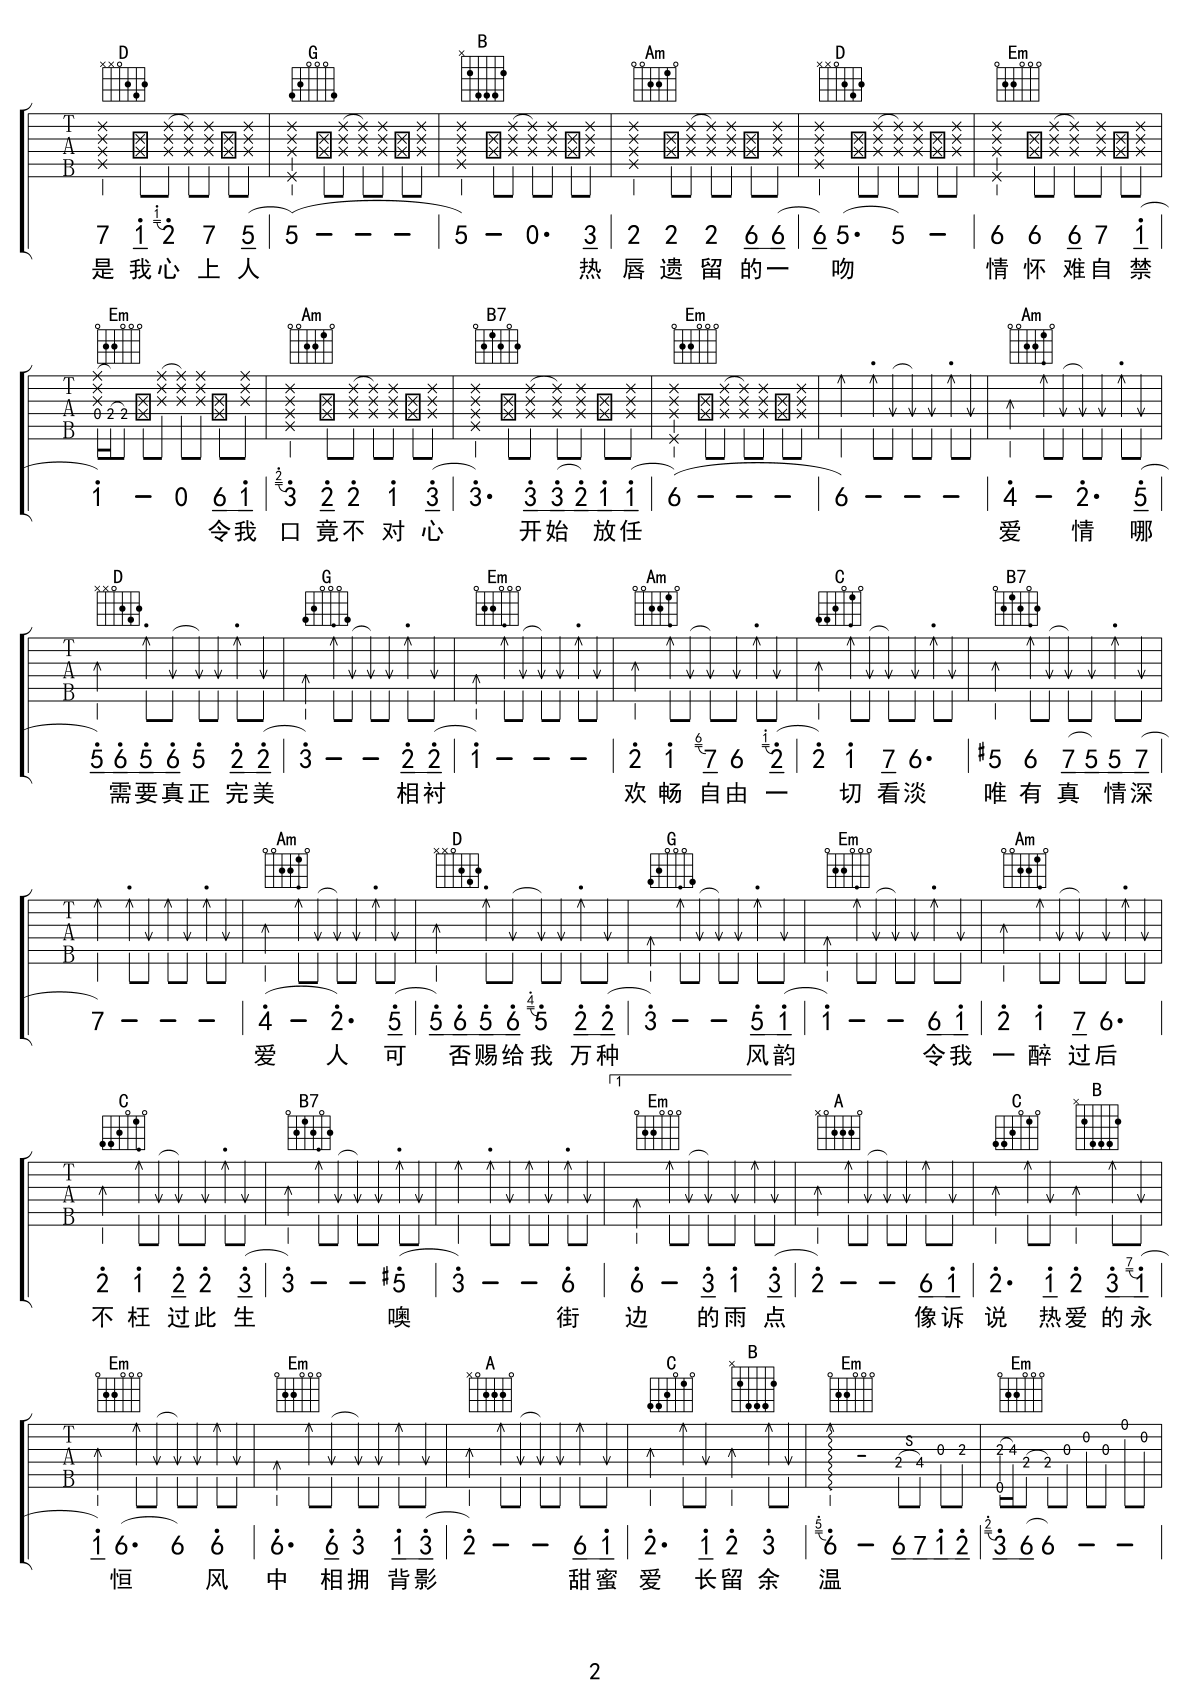 D G B Am D Em
T A B
7 1 1 2 7 5 5 - - - 5 - 0· 3 2 2 2 6 6 6 5· 5 - 6 6 6 7 1
是 我 心 上 人 热 唇 遗 留 的 一 吻 情 怀 难 自 禁
Em Am B7 Em Am
T A B 0 2 2
1 - 0 6 1 2 3 2 2 1 3 3· 3 3 2 1 1 6 - - - 6 - - - 4 - 2· 5
令 我 口 竟 不 对 心 开 始 放 任 爱 情 哪
D G Em Am C B7
T A B
5 6 5 6 5 2 2 3 - - 2 2 1 - - - 2 1 6 7 6 1 2 2 1 7 6· #5 6 7 5 5 7
需 要 真 正 完 美 相 衬 欢 畅 自 由 一 切 看 淡 唯 有 真 情 深
Am D G Em Am
T A B
7 - - - 4 - 2· 5 5 6 5 6 4 5 2 2 3 - - 5 1 1 - - 6 1 2 1 7 6·
爱 人 可 否 赐 给 我 万 种 风 韵 令 我 一 醉 过 后
1
C B7 Em A C B
T A B
2 1 2 2 3 3 - - #5 3 - - 6 6 - 3 1 3 2 - - 6 1 2· 1 2 3 7 1
不 枉 过 此 生 噢 街 边 的 雨 点 像 诉 说 热 爱 的 永
Em Em A C B Em Em
T A B - 2 S 4 0 2 2 4 0 2 2 0 0 0 0 0
1 6· 6 6 6· 6 3 1 3 2 - - 6 1 2· 1 2 3 5 6 - 6 7 1 2 2 3 6 6 - -
恒 风 中 相 拥 背 影 甜 蜜 爱 长 留 余 温
2